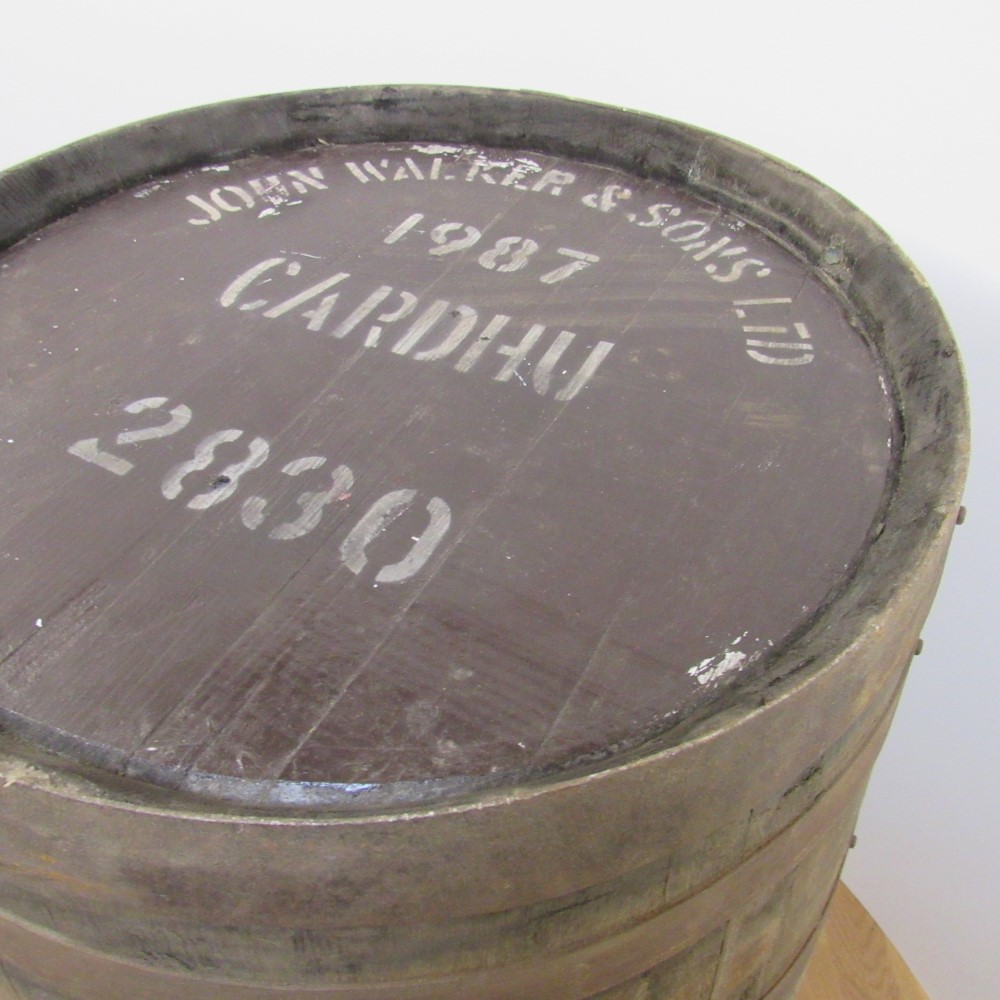 JOHN WALKER & SONS LTD
1987
CARDHU
2830